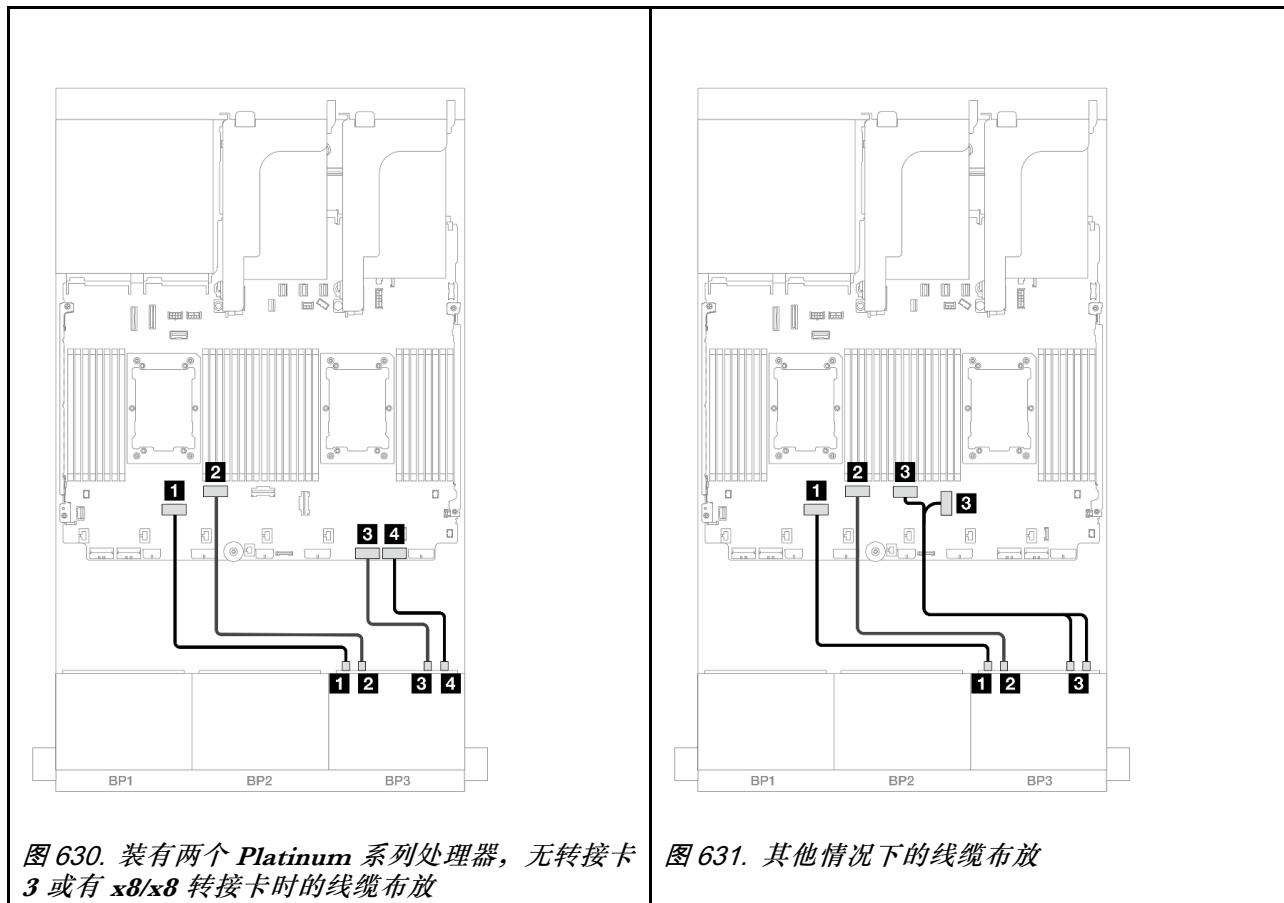 2
1
3
4
1 2 3 4
BP1 BP2 BP3
图 630. 装有两个 Platinum 系列处理器，无转接卡
3 或有 x8/x8 转接卡时的线缆布放
2 3
1 3
1 2 3
BP1 BP2 BP3
图 631. 其他情况下的线缆布放